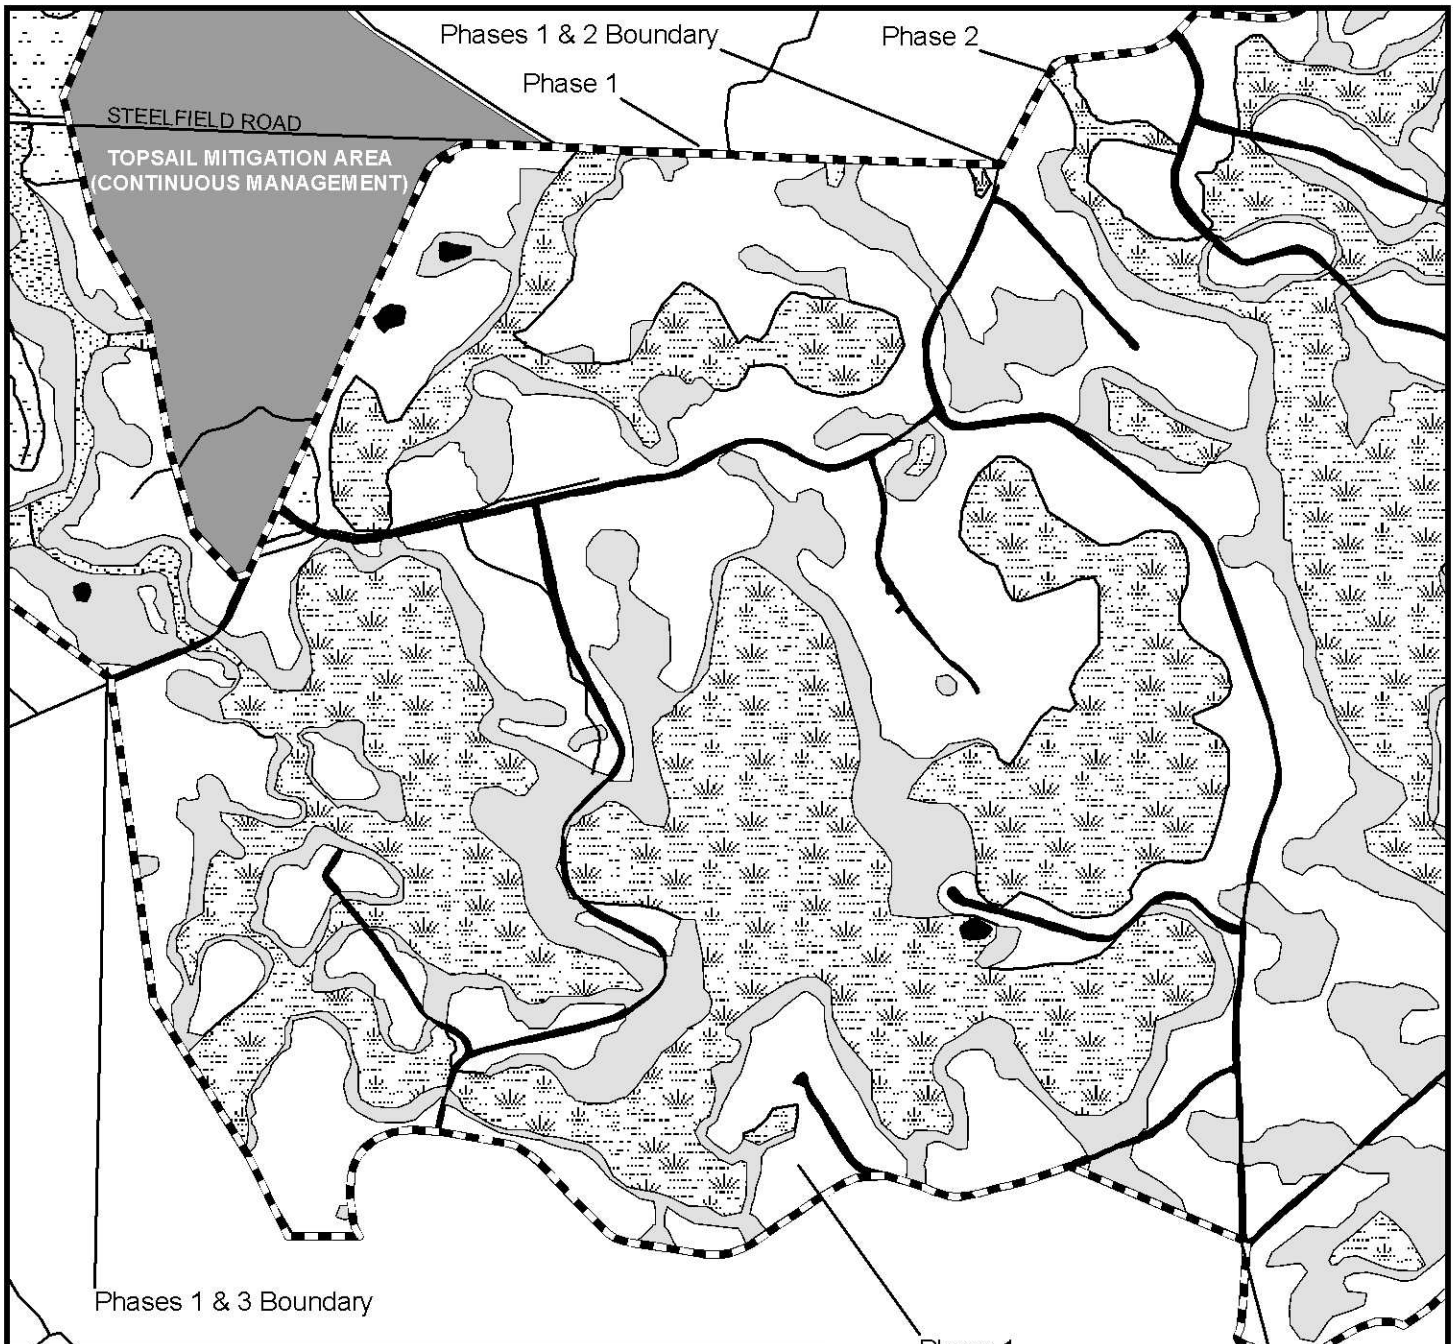 Phases 1 & 2 Boundary
Phase 2
Phase 1
STEELFIELD ROAD
TOPSAIL MITIGATION AREA
(CONTINUOUS MANAGEMENT)
Phases 1 & 3 Boundary